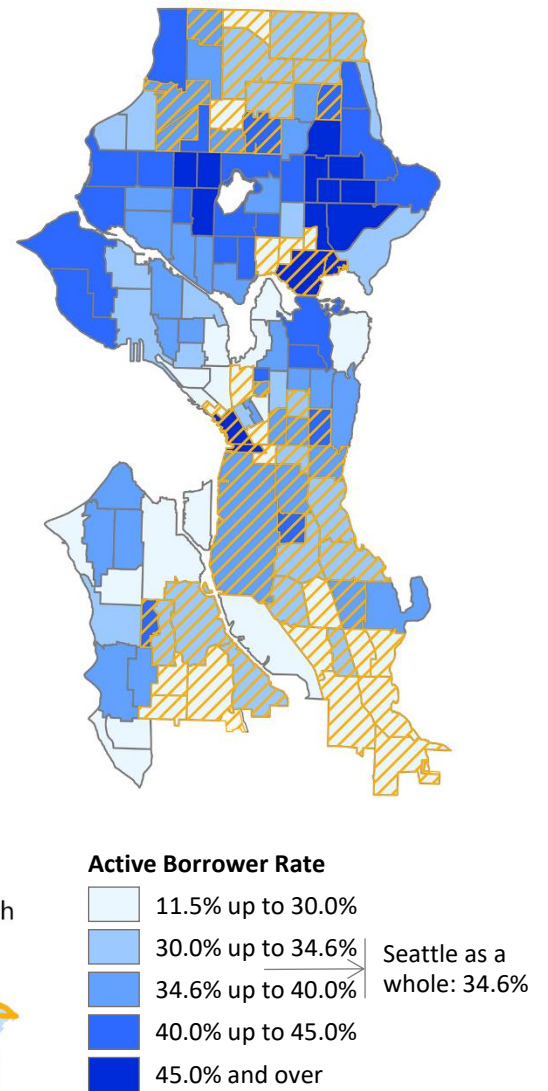 Active Borrower Rate
11.5% up to 30.0%
30.0% up to 34.6%
Seattle as a
whole: 34.6%
34.6% up to 40.0%
40.0% up to 45.0%
45.0% and over
h